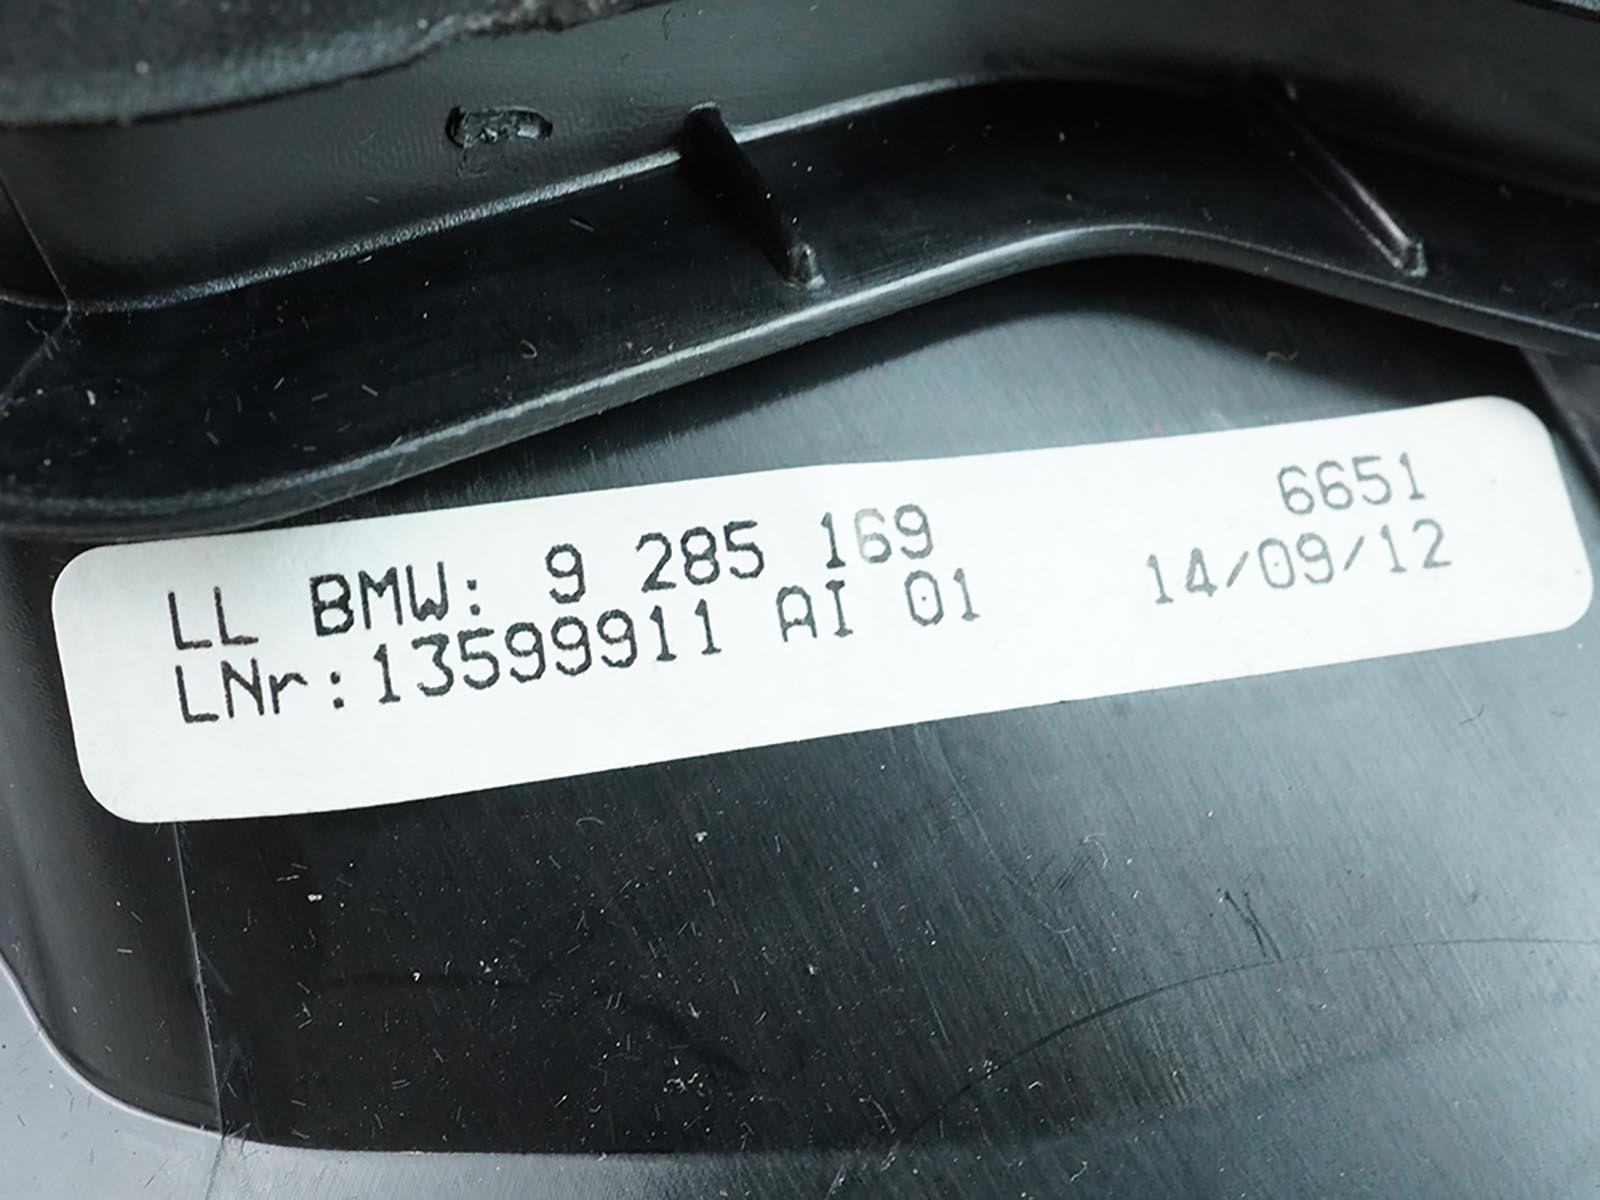 LL BMW: 9 285 169 6651
LNr:13599911 AI 01 14/09/12